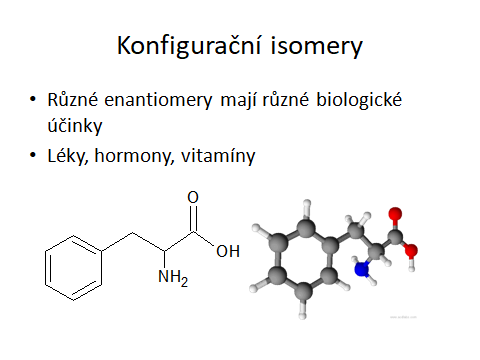 Konfigurační isomery
• Různé enantiomery mají různé biologické
účinky
• Léky, hormony, vitamíny
O
OH
NH2